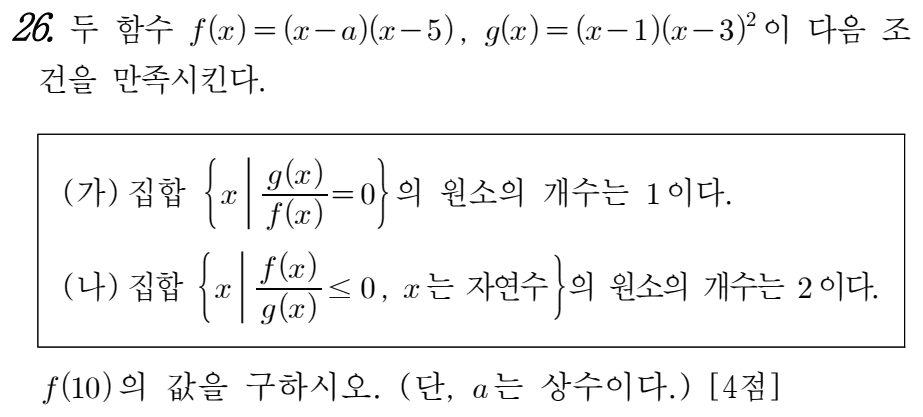 26. 두 함수 f(x)=(x-a)(x-5), g(x)=(x-1)(x-3)²이 다음 조
건을 만족시킨다.
(가) 집합 {x | g(x)/f(x)=0}의 원소의 개수는 1이다.
(나) 집합 {x | f(x)/g(x)≤0, x는 자연수}의 원소의 개수는 2이다.
f(10)의 값을 구하시오. (단, a는 상수이다.) [4점]